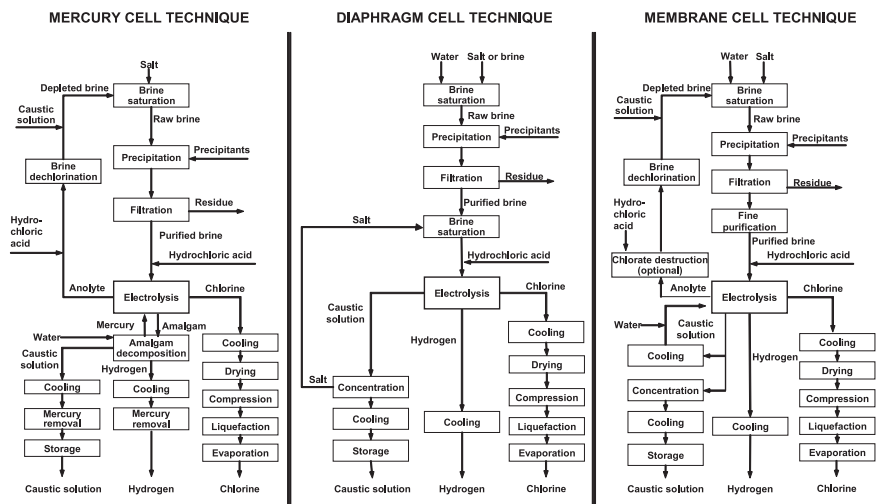 MERCURY CELL TECHNIQUE
Salt
Depleted brine
Brine
saturation
Caustic
solution
Raw brine
Precipitation
Precipitants
Brine
dechlorination
Filtration
Residue
Hydro-
chloric
acid
Purified brine
Hydrochloric acid
Anolyte
Electrolysis
Chlorine
Mercury
Amalgam
Water
Amalgam
decomposition
Caustic
solution
Hydrogen
Cooling
Mercury
removal
Storage
Cooling
Mercury
removal
Cooling
Drying
Compression
Liquefaction
Evaporation
Caustic solution
Hydrogen
Chlorine
DIAPHRAGM CELL TECHNIQUE
Water
Salt or brine
Brine
saturation
Raw brine
Precipitation
Precipitants
Filtration
Residue
Purified brine
Salt
Brine
saturation
Hydrochloric acid
Electrolysis
Caustic
solution
Chlorine
Hydrogen
Salt
Concentration
Cooling
Storage
Cooling
Cooling
Drying
Compression
Liquefaction
Evaporation
Caustic solution
Hydrogen
Chlorine
MEMBRANE CELL TECHNIQUE
Water
Salt
Depleted brine
Brine
saturation
Caustic
solution
Raw brine
Precipitation
Precipitants
Brine
dechlorination
Filtration
Residue
Hydro-
chloric
acid
Fine
purification
Purified brine
Hydrochloric acid
Chlorate destruction
(optional)
Anolyte
Electrolysis
Chlorine
Water
Caustic
solution
Hydrogen
Cooling
Concentration
Cooling
Storage
Cooling
Cooling
Drying
Compression
Liquefaction
Evaporation
Caustic solution
Hydrogen
Chlorine